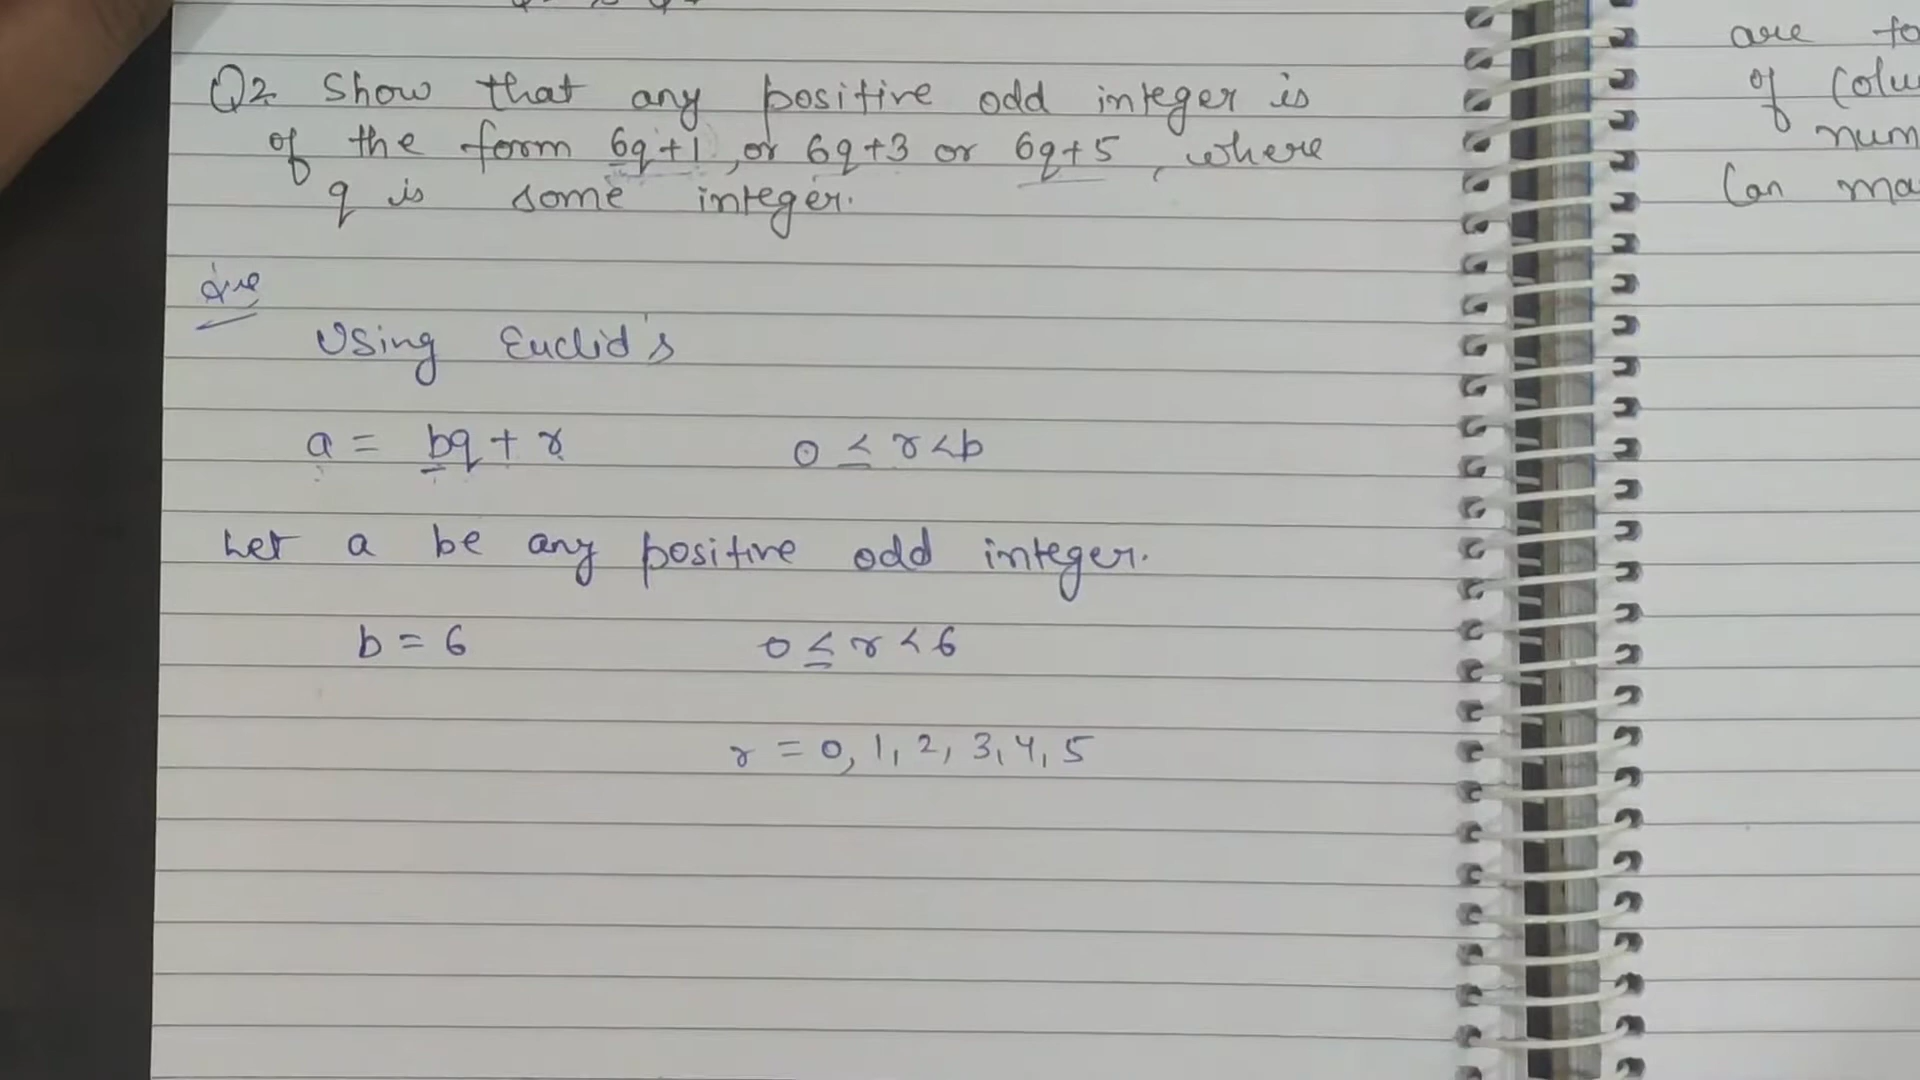 Q2 Show that any positive odd integer is
of the form 6q+1, or 6q+3 or 6q+5, where
q is some integer.
Ans
Using Euclid's
a = bq + r 0 ≤ r < b
Let a be any positive odd integer.
b = 6 0 ≤ r < 6
r = 0, 1, 2, 3, 4, 5
are
of
num
Can